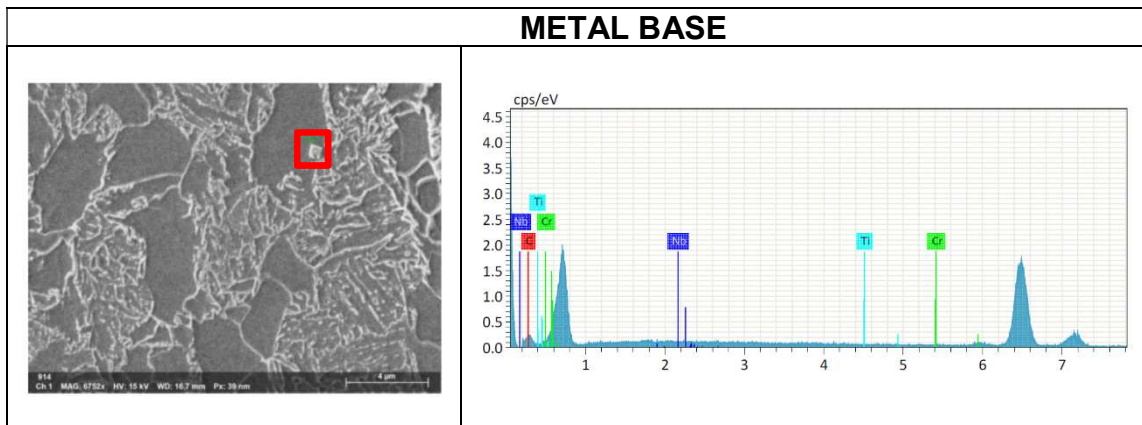 METAL BASE
914
Ch 1 MAG: 6752x HV: 15 kV WD: 16.7 mm Px: 39 nm
4 µm
cps/eV
4.5
4.0
3.5
3.0
2.5
2.0
1.5
1.0
0.5
0.0
Ti
Nb Cr
C
Nb Ti Cr
1 2 3 4 5 6 7